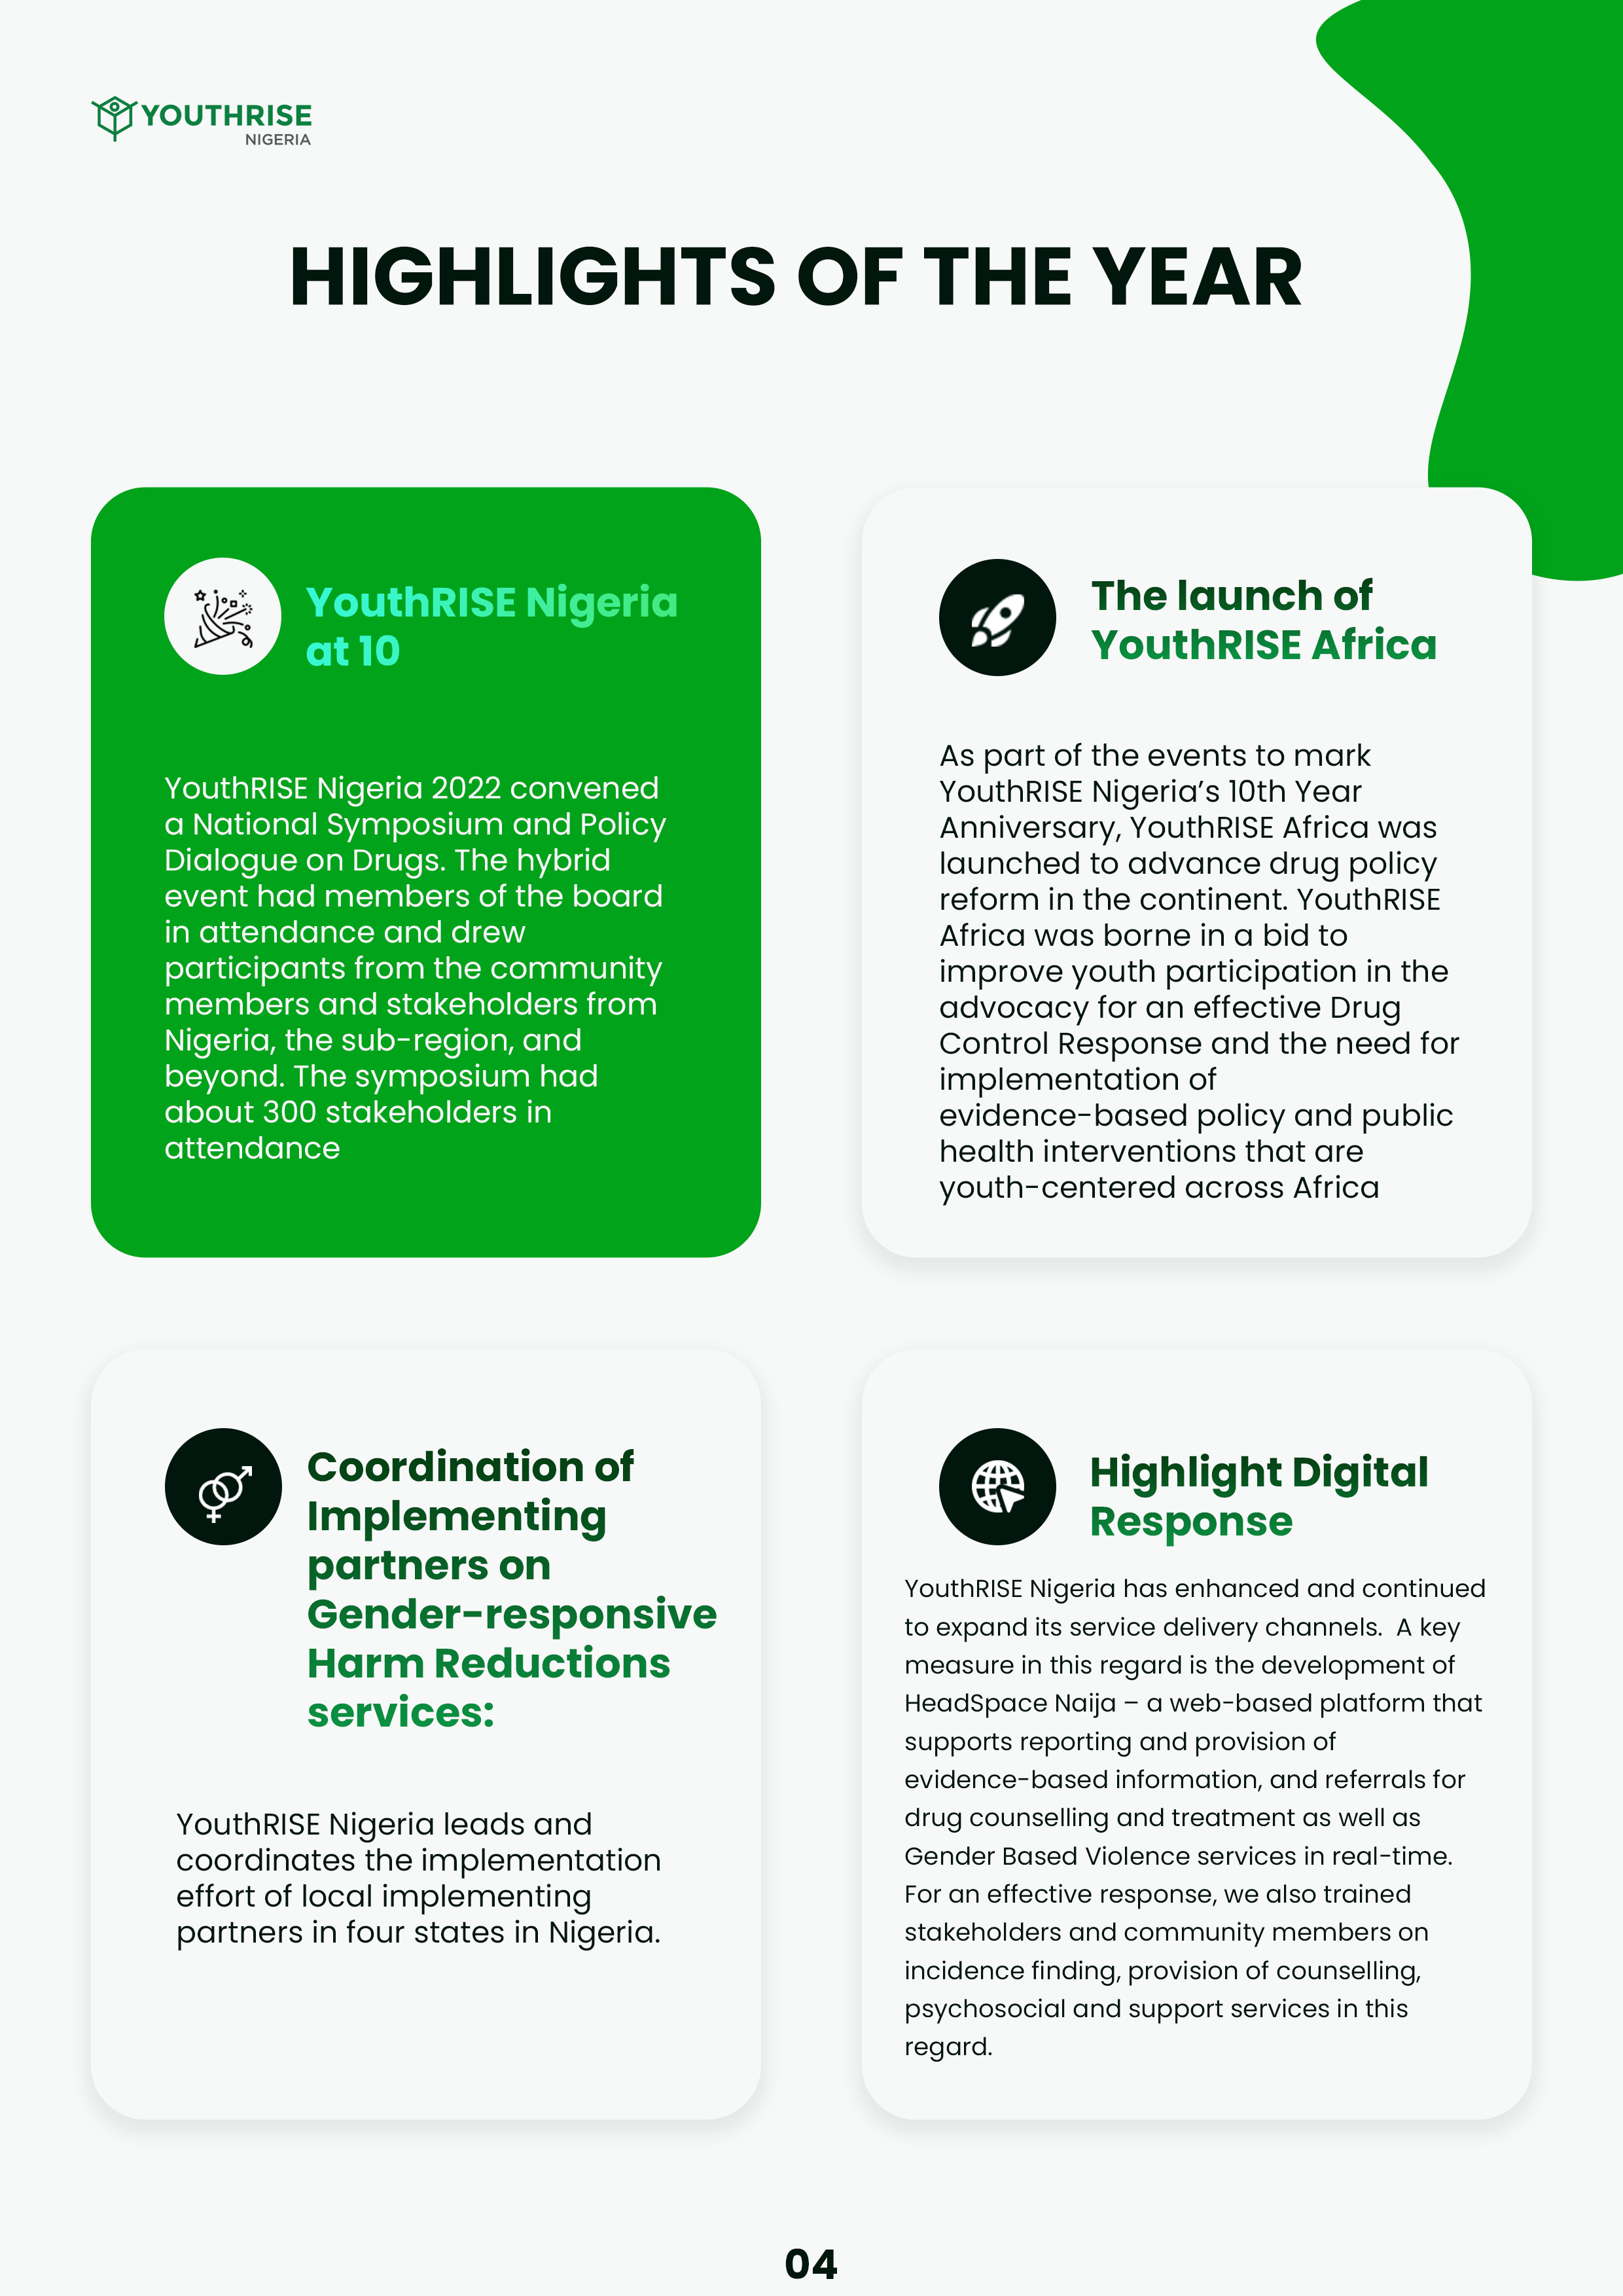 YOUTHRISE
NIGERIA
HIGHLIGHTS OF THE YEAR
YouthRISE Nigeria
at 10
YouthRISE Nigeria 2022 convened
a National Symposium and Policy
Dialogue on Drugs. The hybrid
event had members of the board
in attendance and drew
participants from the community
members and stakeholders from
Nigeria, the sub-region, and
beyond. The symposium had
about 300 stakeholders in
attendance
The launch of
YouthRISE Africa
As part of the events to mark
YouthRISE Nigeria’s 10th Year
Anniversary, YouthRISE Africa was
launched to advance drug policy
reform in the continent. YouthRISE
Africa was borne in a bid to
improve youth participation in the
advocacy for an effective Drug
Control Response and the need for
implementation of
evidence-based policy and public
health interventions that are
youth-centered across Africa
Coordination of
Implementing
partners on
Gender-responsive
Harm Reductions
services:
YouthRISE Nigeria leads and
coordinates the implementation
effort of local implementing
partners in four states in Nigeria.
Highlight Digital
Response
YouthRISE Nigeria has enhanced and continued
to expand its service delivery channels.  A key
measure in this regard is the development of
HeadSpace Naija – a web-based platform that
supports reporting and provision of
evidence-based information, and referrals for
drug counselling and treatment as well as
Gender Based Violence services in real-time.
For an effective response, we also trained
stakeholders and community members on
incidence finding, provision of counselling,
psychosocial and support services in this
regard.
04